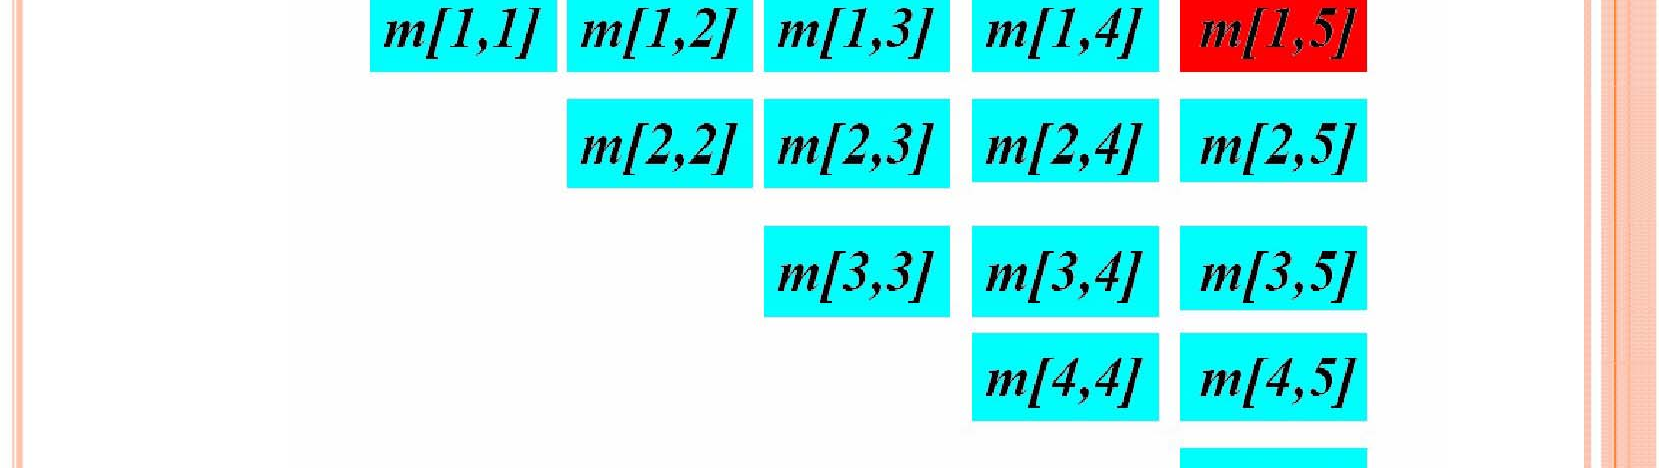 m[1,1] m[1,2] m[1,3] m[1,4] m[1,5]
m[2,2] m[2,3] m[2,4] m[2,5]
m[3,3] m[3,4] m[3,5]
m[4,4] m[4,5]